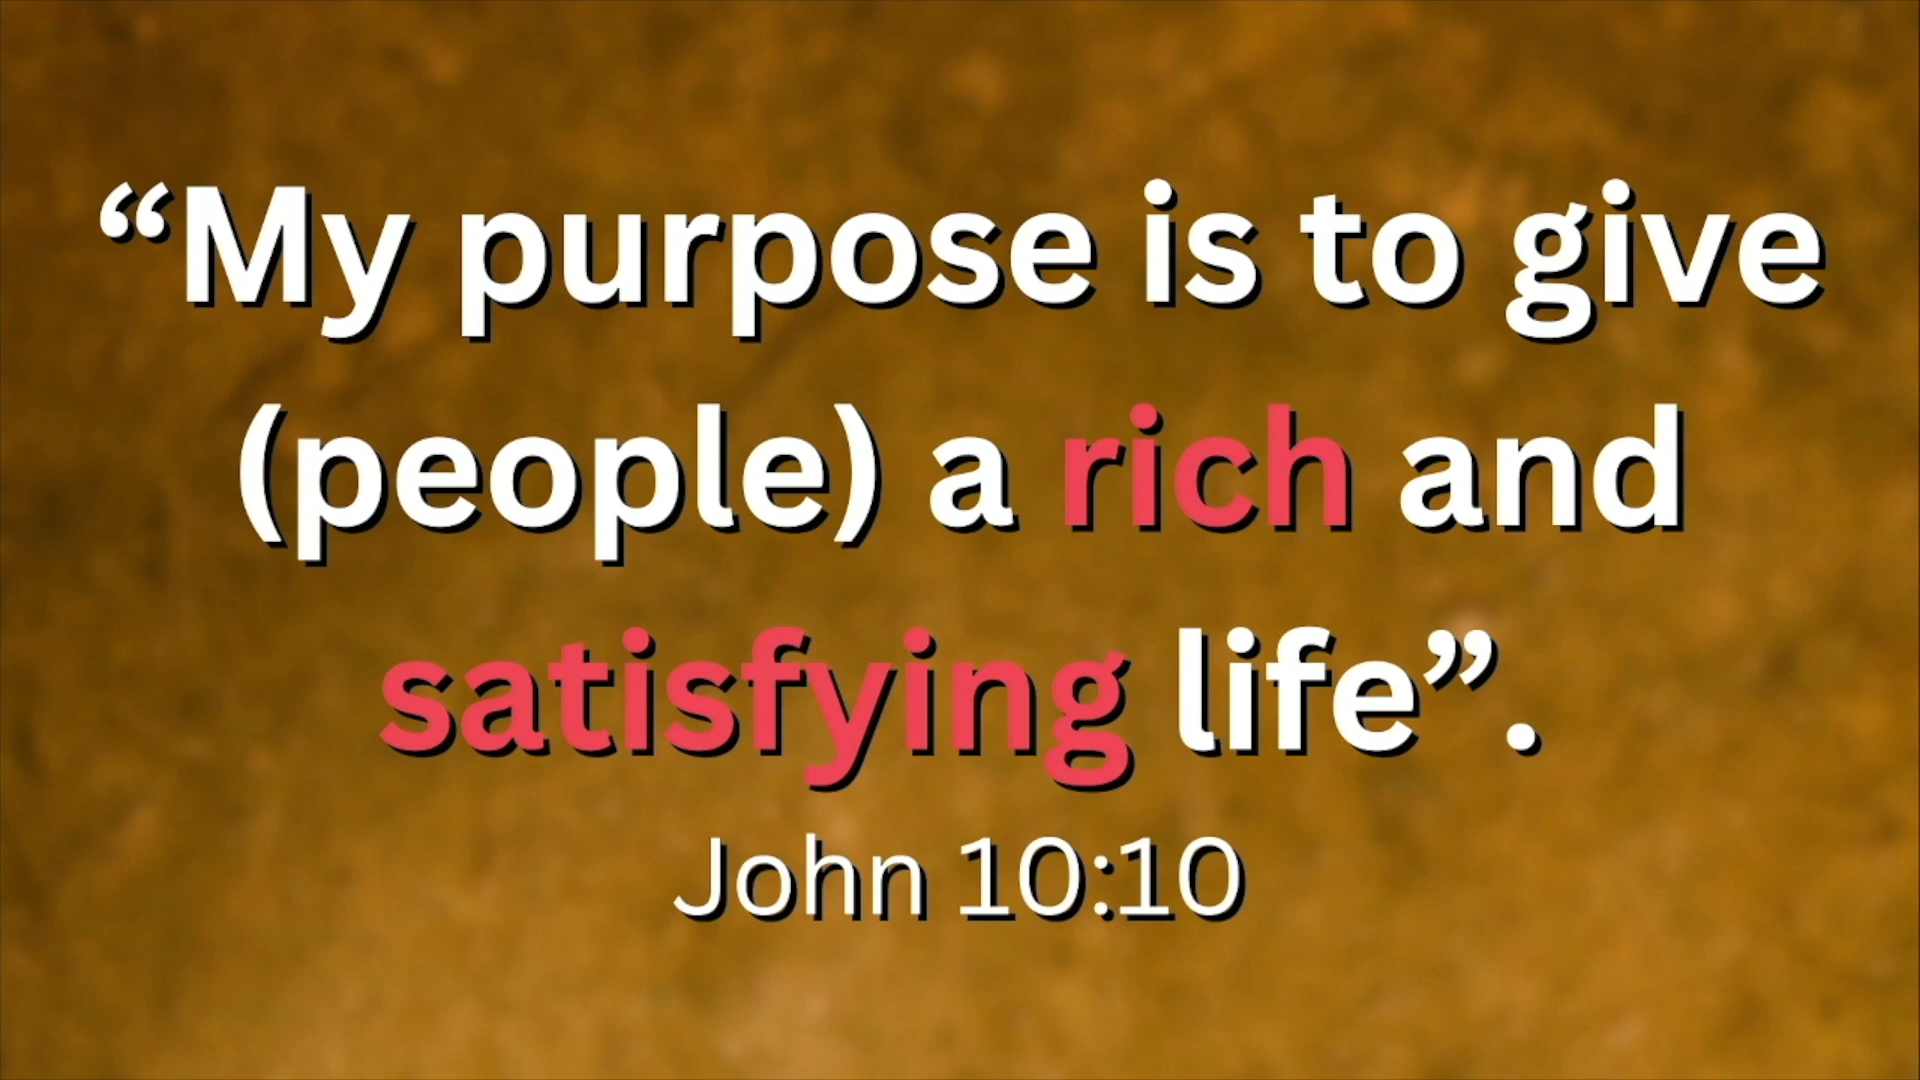 “My purpose is to give
(people) a rich and
satisfying life”.
John 10:10